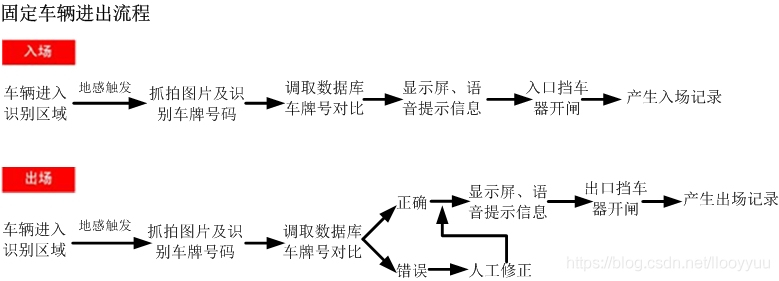 固定车辆进出流程
入场
车辆进入
识别区域
地感触发
抓拍图片及识
别车牌号码
调取数据库
车牌号对比
显示屏、语
音提示信息
入口挡车
器开闸
产生入场记录
出场
车辆进入
识别区域
地感触发
抓拍图片及识
别车牌号码
调取数据库
车牌号对比
正确
显示屏、语
音提示信息
出口挡车
器开闸
产生出场记录
错误
人工修正
https://blog.csdn.net/llooyyuu